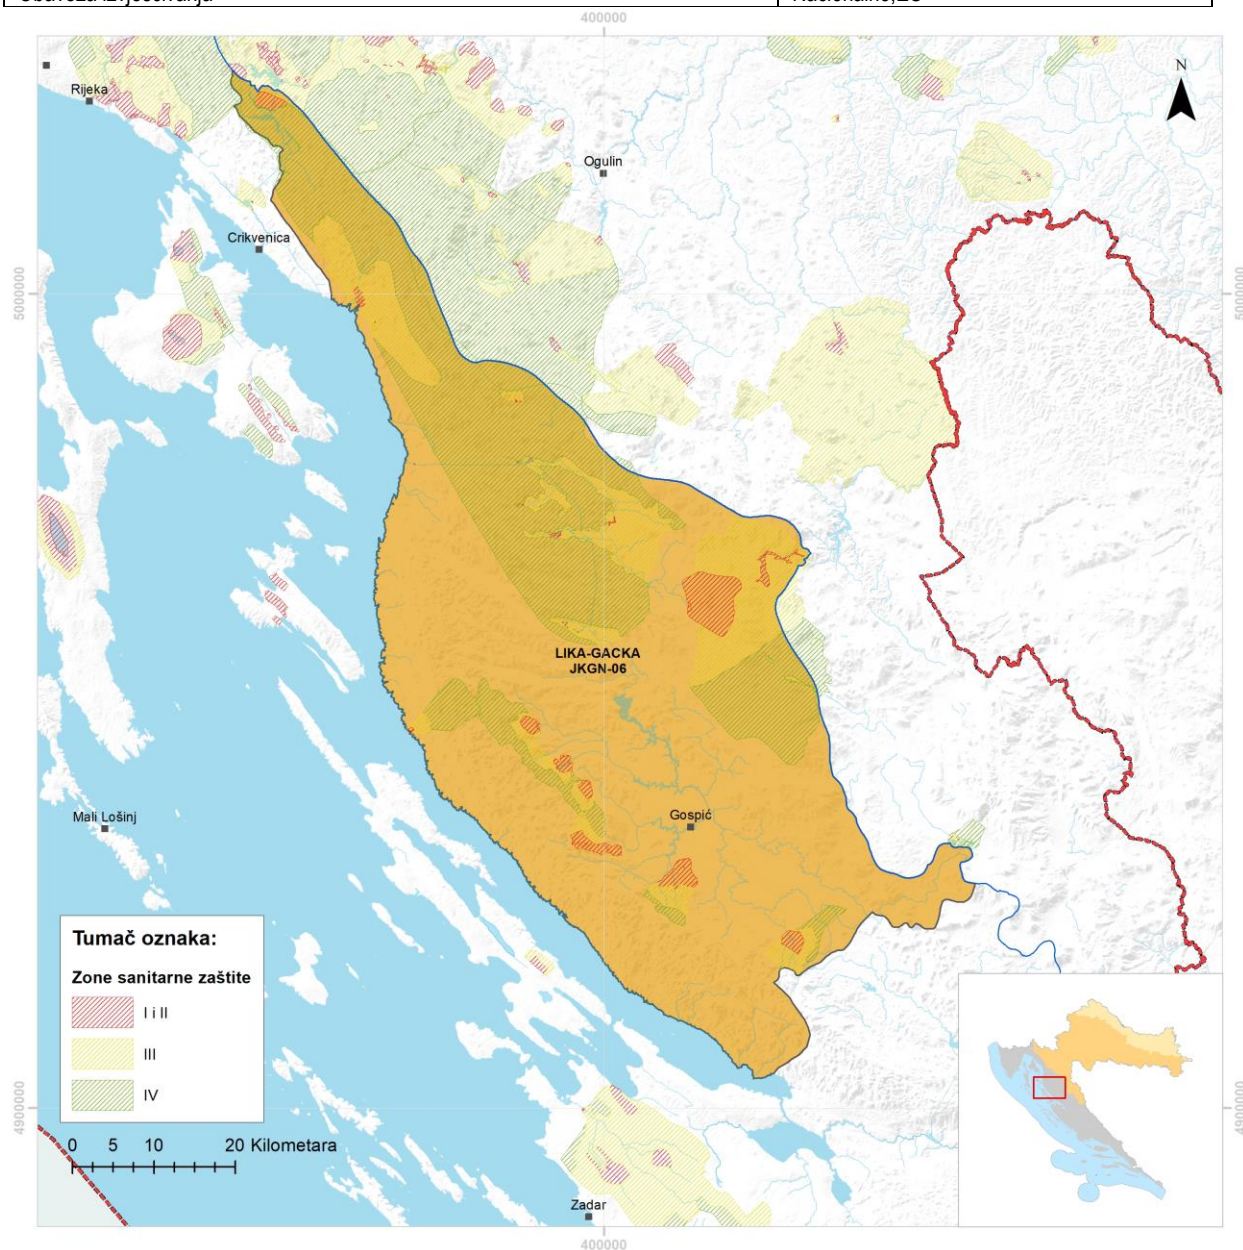 400000
N
Rijeka
Ogulin
Crikvenica
5000000
5000000
LIKA-GACKA
JKGN-06
Mali Lošinj
Gospić
Tumač oznaka:
Zone sanitarne zaštite
I i II
III
IV
4900000
4900000
0 5 10 20 Kilometara
Zadar
400000